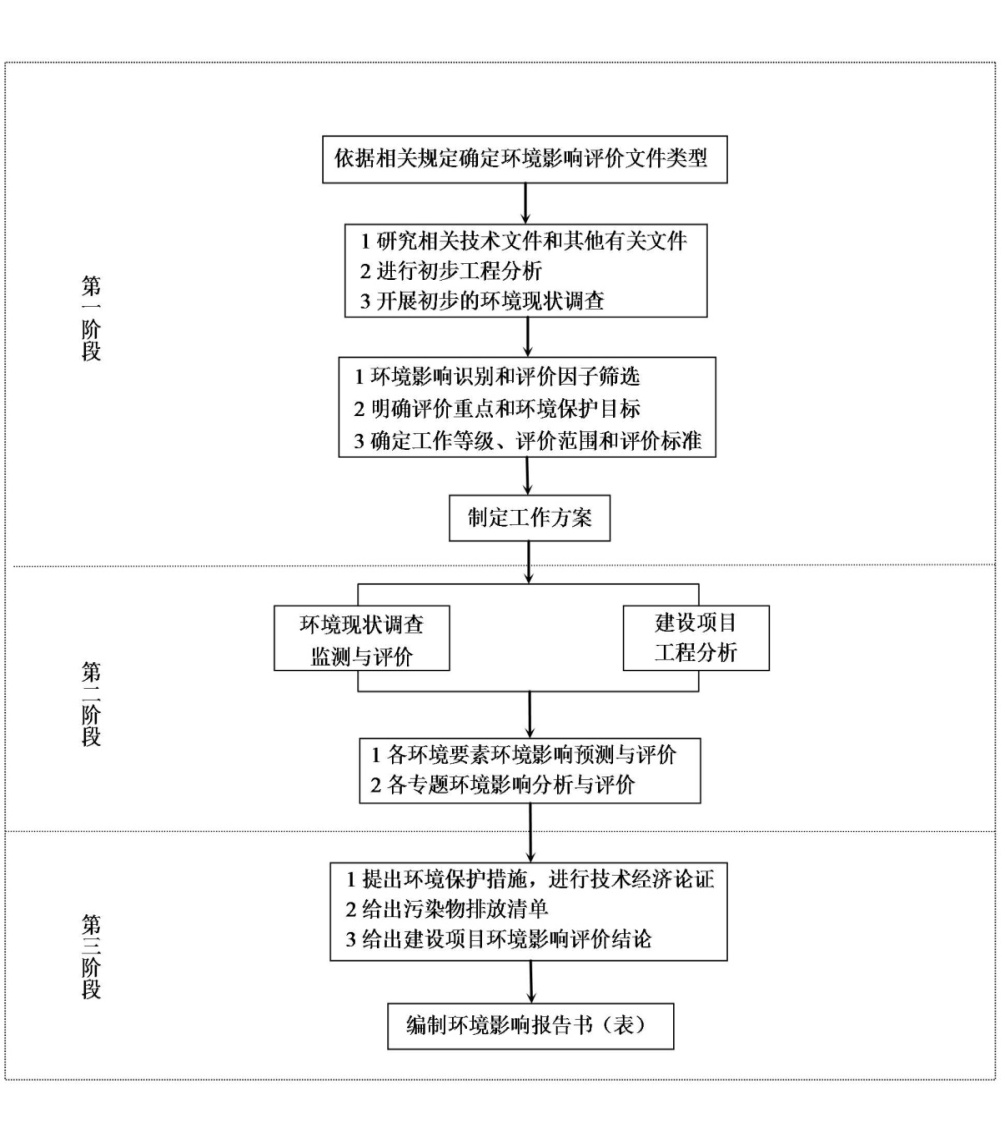 依据相关规定确定环境影响评价文件类型
1 研究相关技术文件和其他有关文件
2 进行初步工程分析
3 开展初步的环境现状调查
第一阶段
1 环境影响识别和评价因子筛选
2 明确评价重点和环境保护目标
3 确定工作等级、评价范围和评价标准
制定工作方案
环境现状调查
监测与评价
建设项目
工程分析
第二阶段
1 各环境要素环境影响预测与评价
2 各专题环境影响分析与评价
1 提出环境保护措施，进行技术经济论证
2 给出污染物排放清单
3 给出建设项目环境影响评价结论
第三阶段
编制环境影响报告书（表）